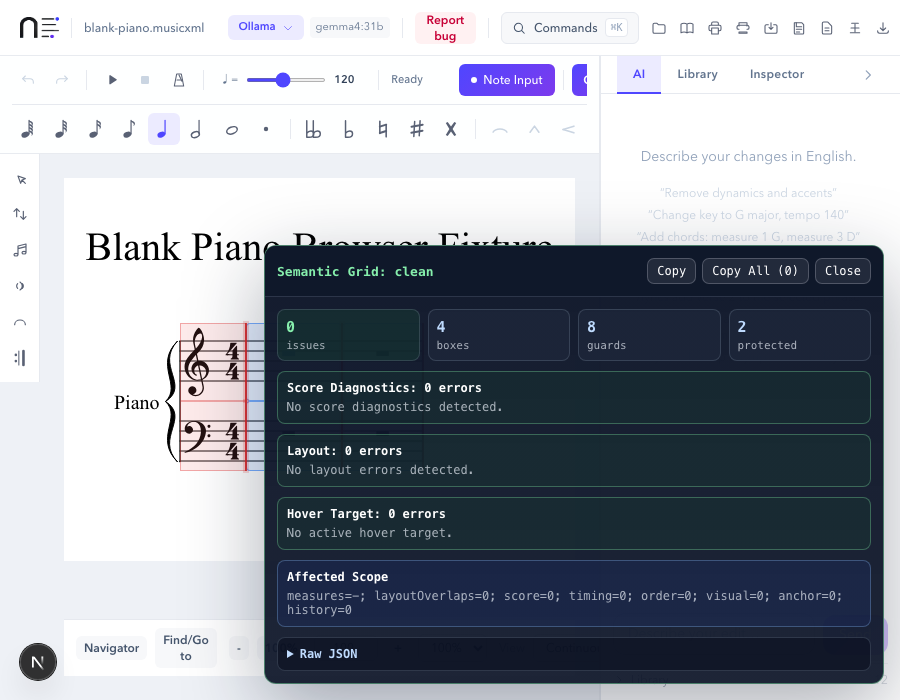 blank-piano.musicxml
Ollama
gemma4:31b
Report
bug
Commands
⌘K
♩ =
120
Ready
Note Input
AI
Library
Inspector
Describe your changes in English.
"Remove dynamics and accents"
"Change key to G major, tempo 140"
"Add chords: measure 1 G, measure 3 D"
Blank Piano Browser Fixture
Piano
Semantic Grid: clean
Copy
Copy All (0)
Close
0
issues
4
boxes
8
guards
2
protected
Score Diagnostics: 0 errors
No score diagnostics detected.
Layout: 0 errors
No layout errors detected.
Hover Target: 0 errors
No active hover target.
Affected Scope
measures=—; layoutOverlaps=0; score=0; timing=0; order=0; visual=0; anchor=0;
history=0
▶ Raw JSON
Navigator
Find/Go
to
-
N